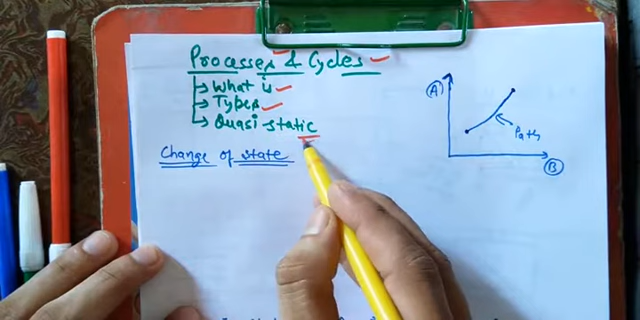 Processes & Cycles
What is
Types
Quasi-static
Change of state
(A)
Path
(B)